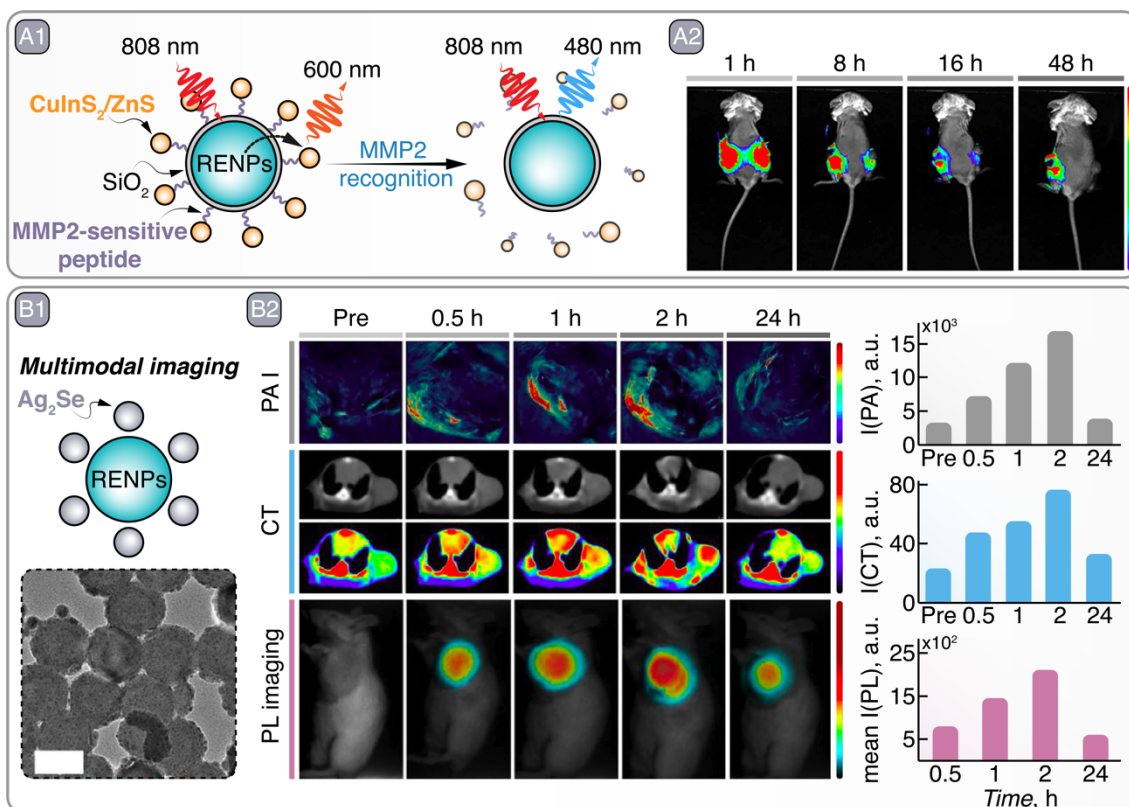 A1
808 nm
600 nm
CuInS₂/ZnS
RENPs
SiO₂
MMP2-sensitive
peptide
MMP2
recognition
808 nm
480 nm
A2
1 h
8 h
16 h
48 h
B1
Multimodal imaging
Ag₂Se
RENPs
B2
Pre
0.5 h
1 h
2 h
24 h
PA I
CT
PL imaging
I(PA), a.u.
x10³
15
10
5
0
Pre 0.5 1 2 24
I(CT), a.u.
80
40
0
Pre 0.5 1 2 24
mean I(PL), a.u.
x10²
25
15
5
0.5 1 2 24
Time, h